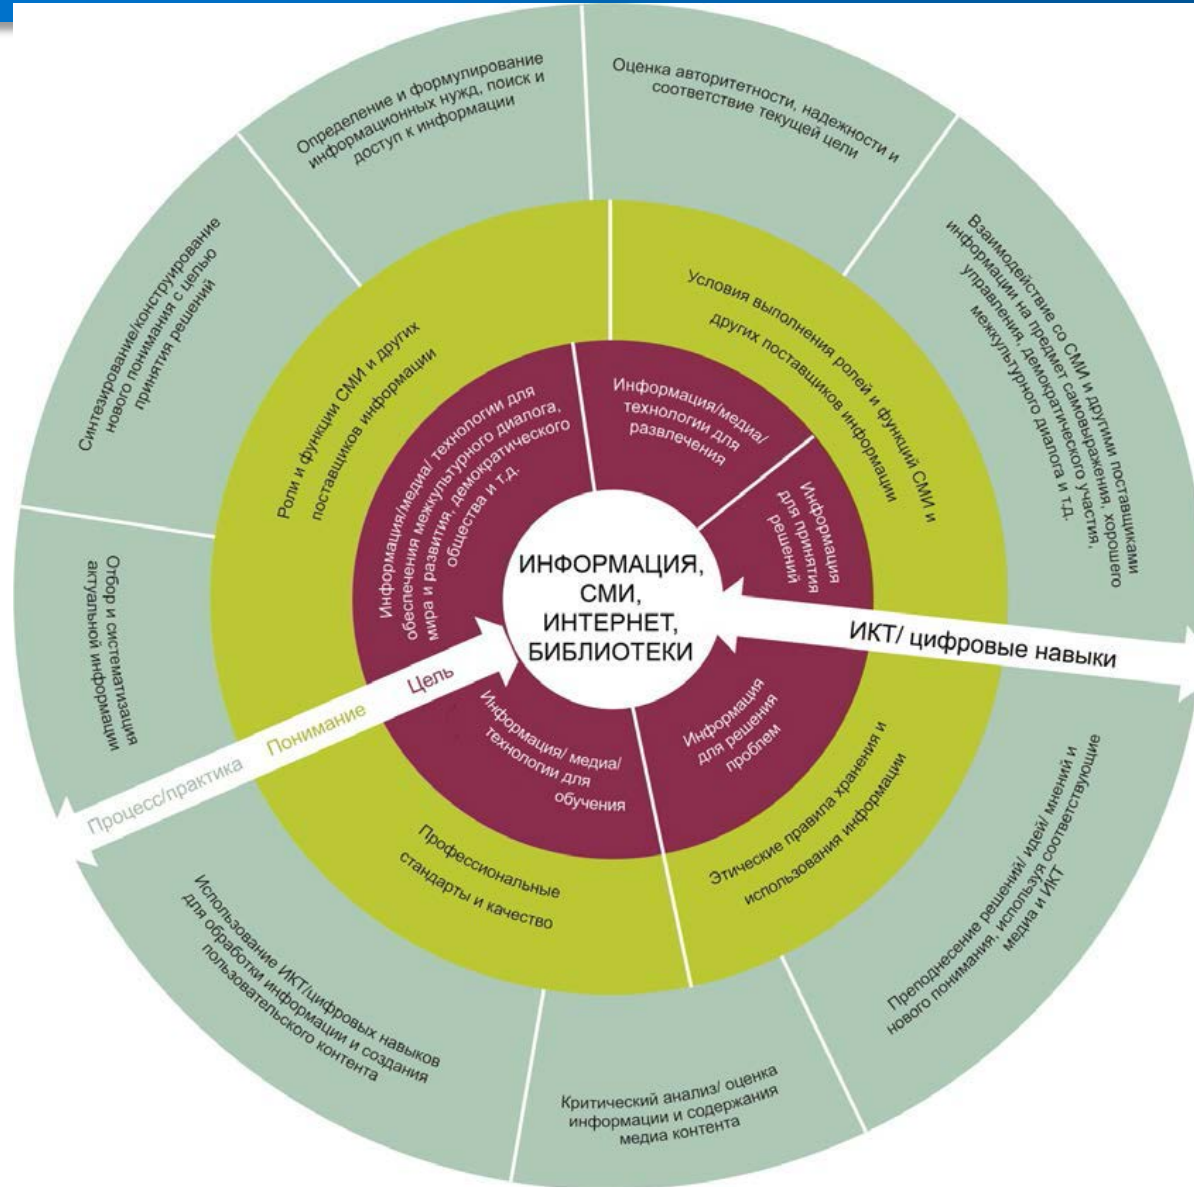 Определение и формулирование
информационных нужд, поиск и
доступ к информации
Оценка авторитетности, надежности и
соответствие текущей цели
Взаимодействие со СМИ и другими поставщиками
информации на предмет самовыражения, хорошего
управления, демократического участия,
межкультурного диалога и т.д.
Преподнесение решений/ идей/ мнений и
нового понимания, используя соответствующие
медиа и ИКТ
Критический анализ/ оценка
информации и содержания
медиа контента
Использование ИКТ/цифровых навыков
для обработки информации и создания
пользовательского контента
Отбор и систематизация
актуальной информации
Синтезирование/конструирование
нового понимания с целью
принятия решений
Роли и функции СМИ и других
поставщиков информации
Условия выполнения ролей и функций СМИ и
других поставщиков информации
Этические правила хранения и
использования информации
Профессиональные
стандарты и качество
Информация/медиа/ технологии для
обеспечения межкультурного диалога,
мира и развития, демократического
общества и т.д.
Информация/медиа/
технологии для
развлечения
Информация
для принятия
решений
Информация
для решения
проблем
Информация/ медиа/
технологии для
обучения
ИНФОРМАЦИЯ,
СМИ,
ИНТЕРНЕТ,
БИБЛИОТЕКИ
ИКТ/ цифровые навыки
Процесс/практика Понимание Цель